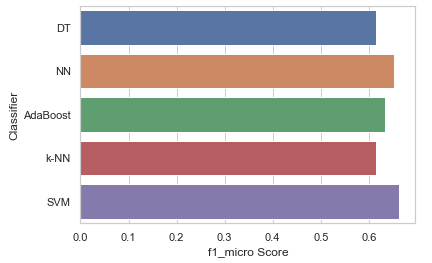 DT
NN
AdaBoost
k-NN
SVM
Classifier
0.0 0.1 0.2 0.3 0.4 0.5 0.6
f1_micro Score